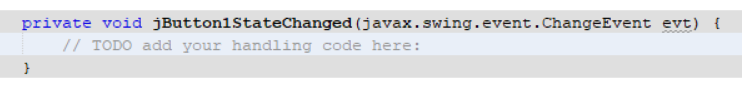 private void jButton1StateChanged(javax.swing.event.ChangeEvent evt) {
// TODO add your handling code here:
}